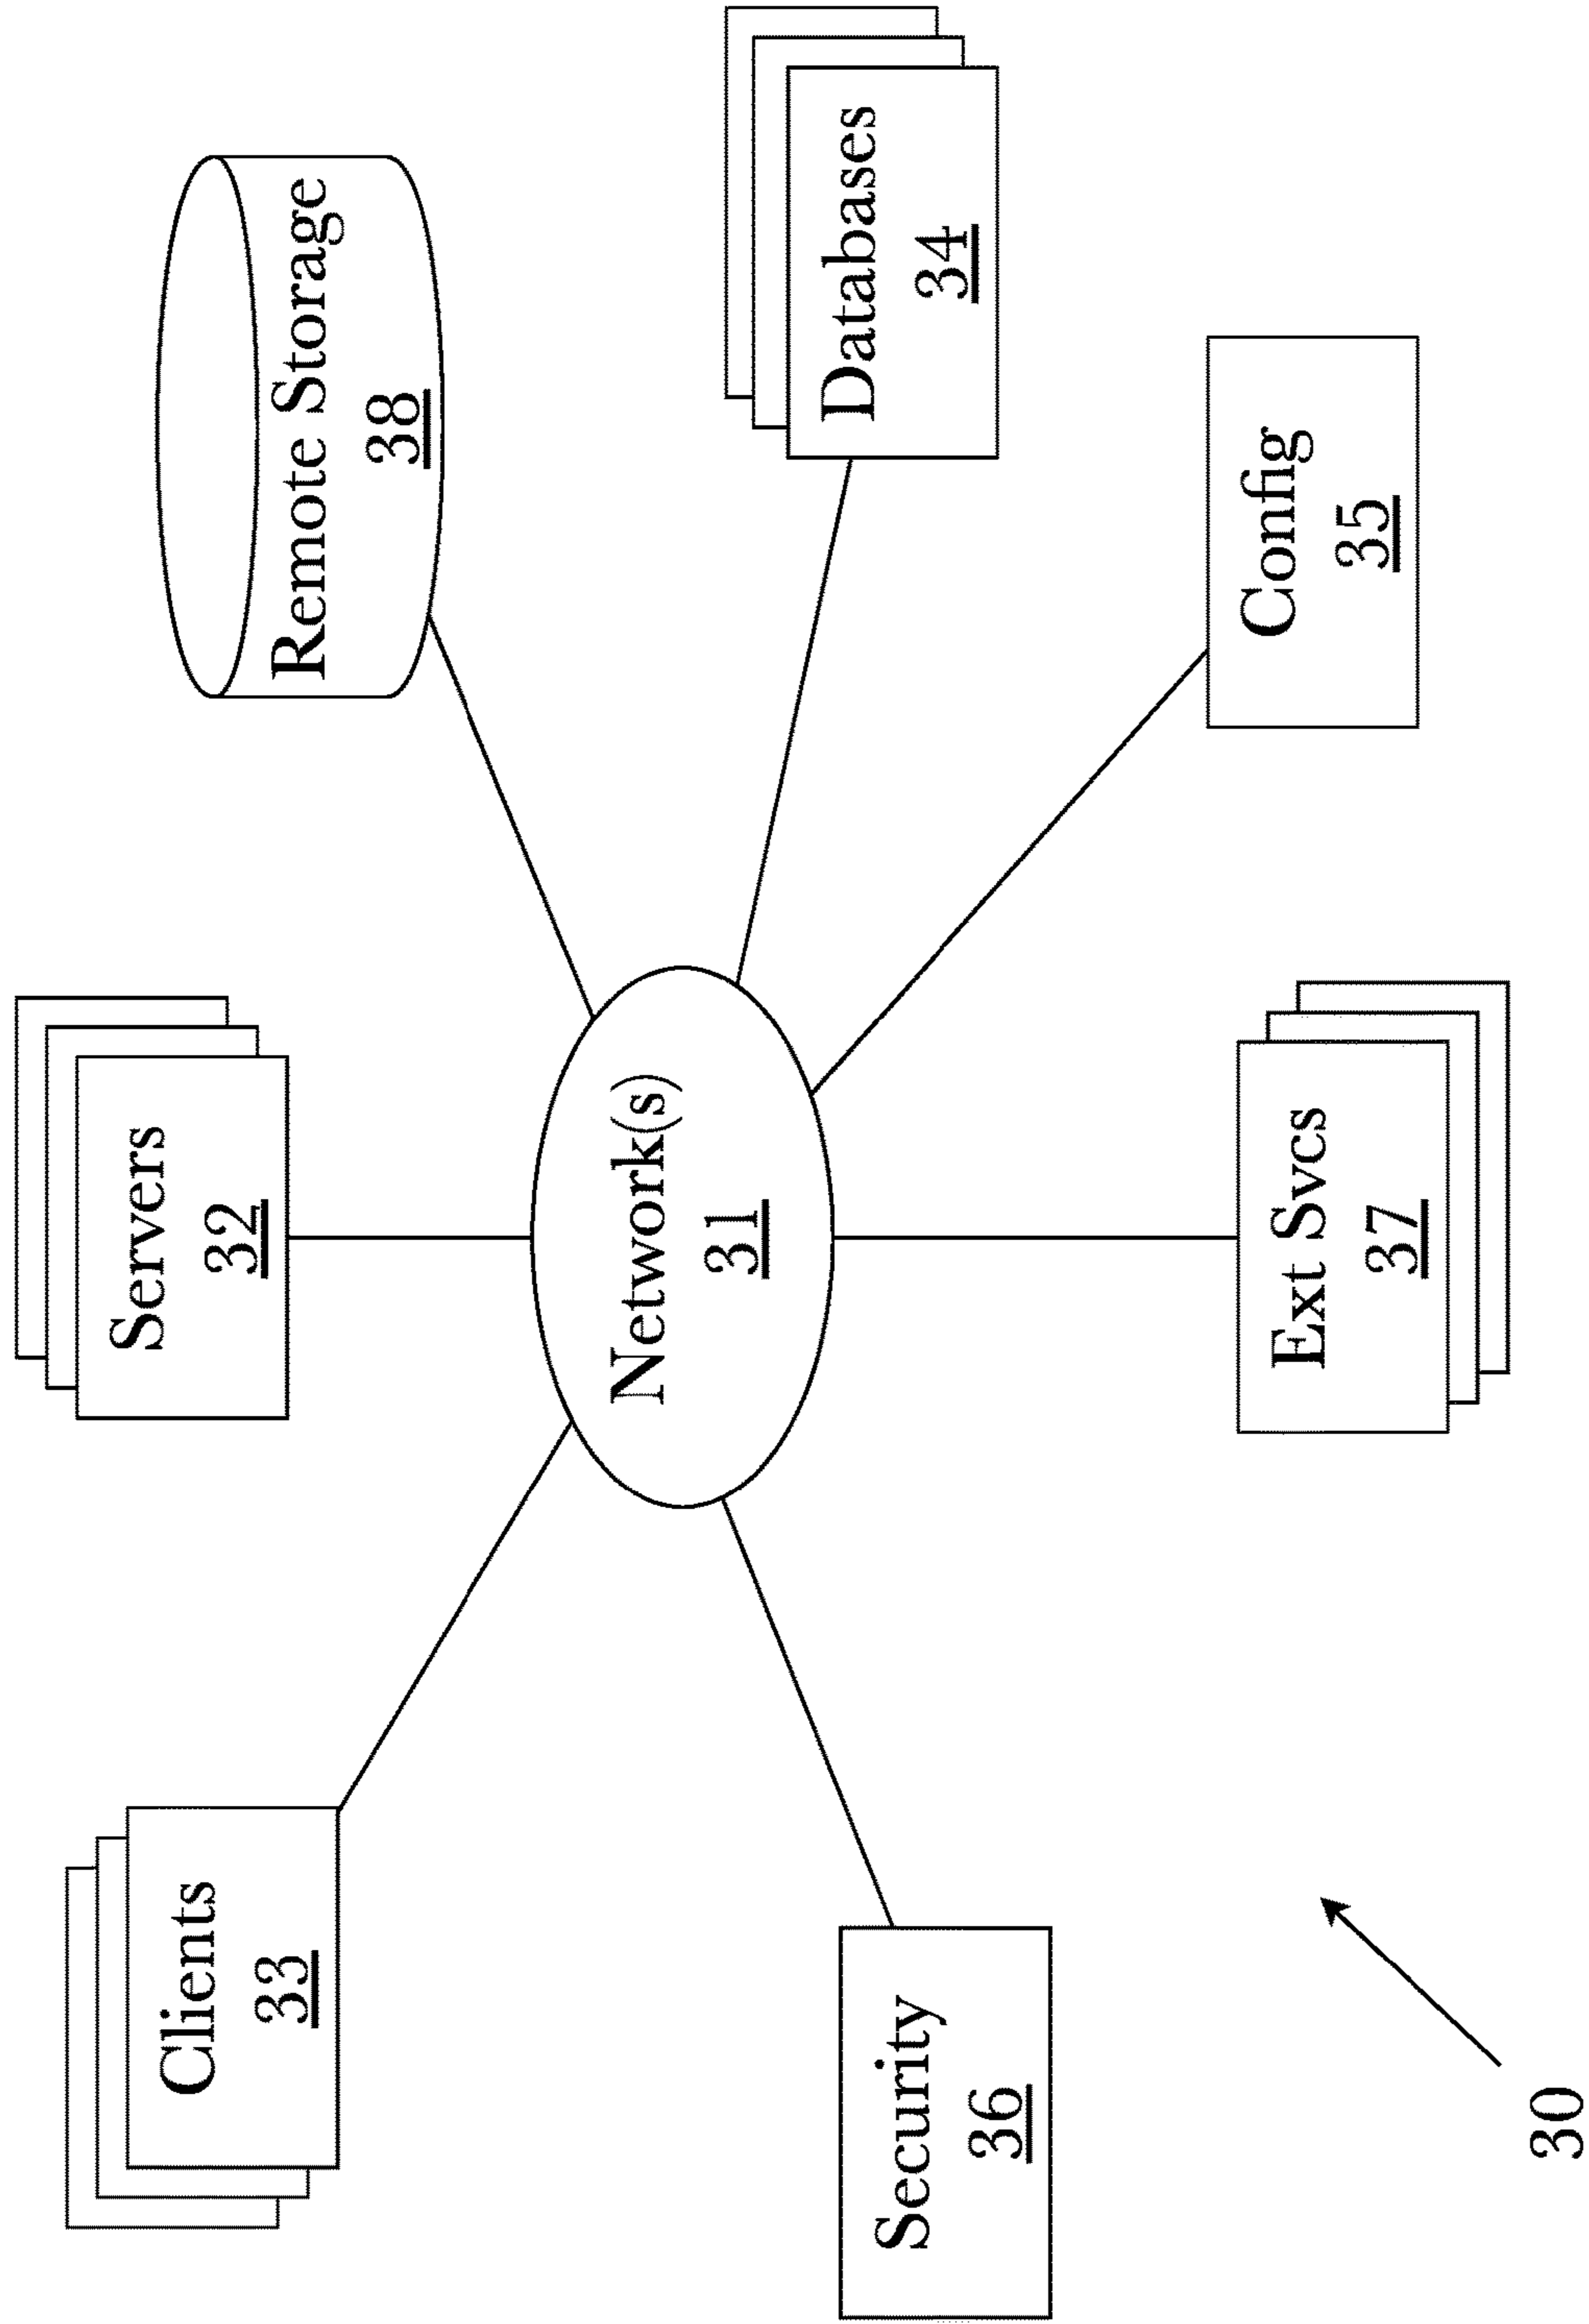 Servers
32
Clients
33
Remote Storage
38
Network(s)
31
Databases
34
Security
36
Config
35
Ext Svcs
37
30